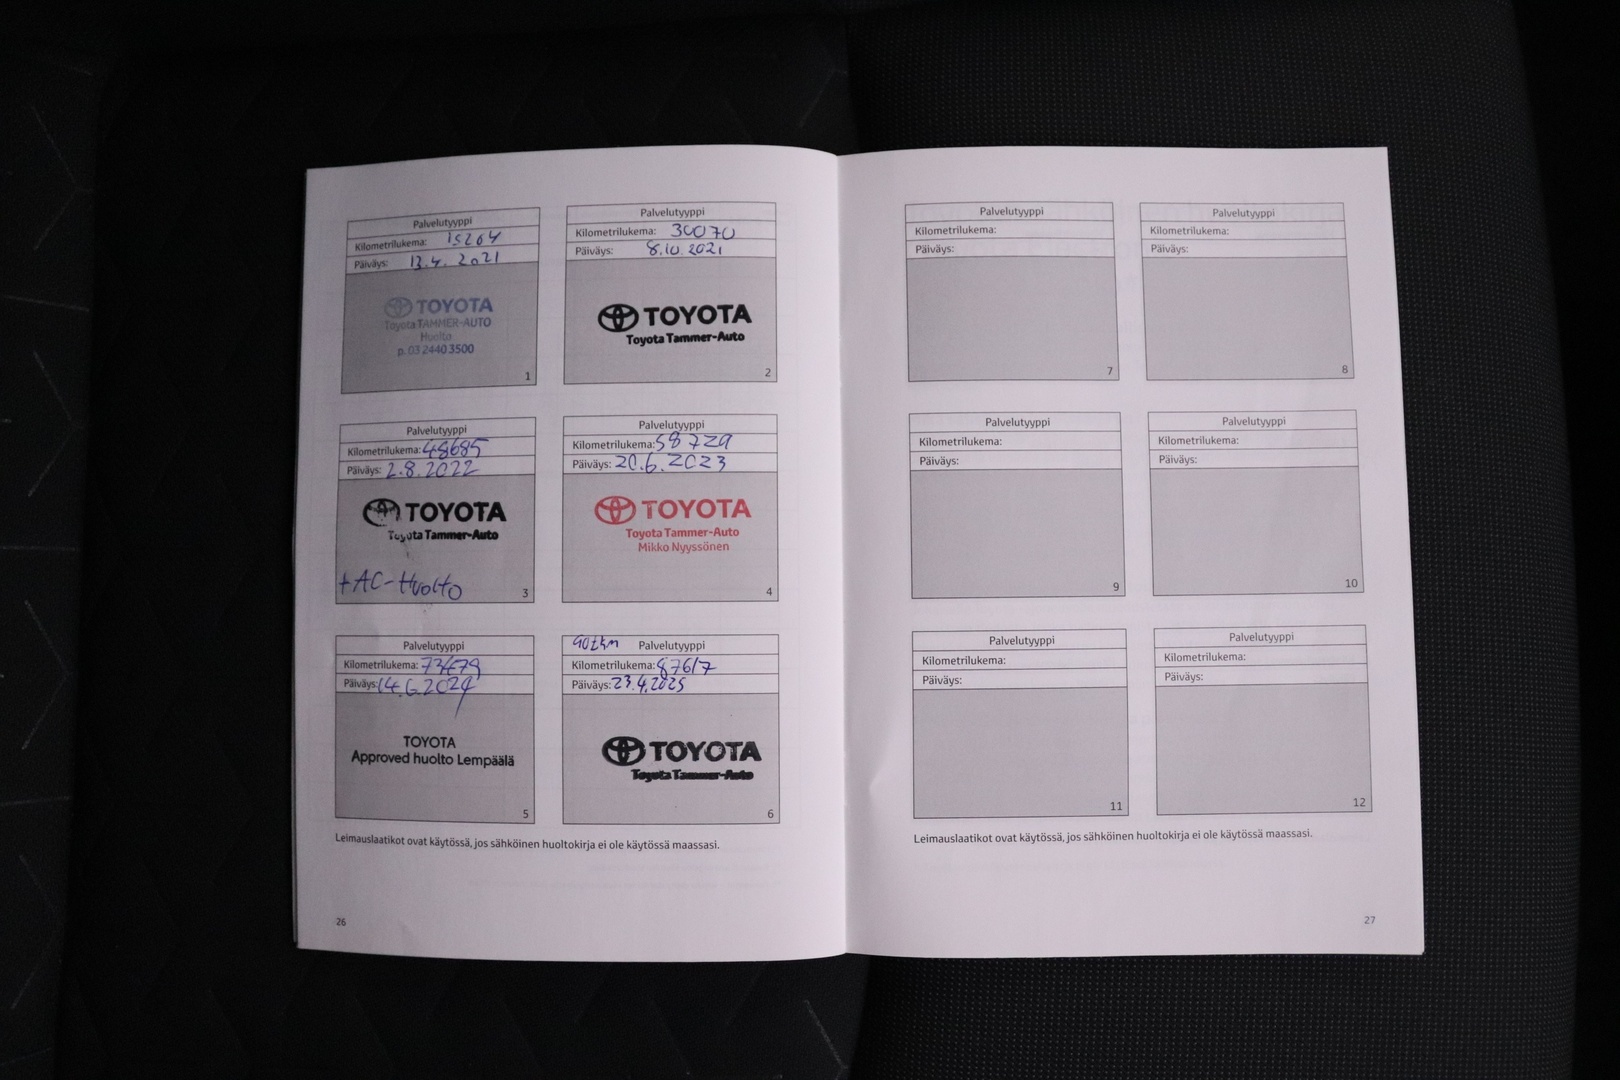 Palvelutyyppi
Kilometrilukema: 15264
Päiväys: 13.4.2021
TOYOTA
Toyota TAMMER-AUTO
Huolto
p. 03 2440 3500
1
Palvelutyyppi
Kilometrilukema: 30070
Päiväys: 8.10.2021
TOYOTA
Toyota Tammer-Auto
2
Palvelutyyppi
Kilometrilukema: 48685
Päiväys: 2.8.2022
TOYOTA
Toyota Tammer-Auto
+AC-Huolto
3
Palvelutyyppi
Kilometrilukema: 58729
Päiväys: 20.6.2023
TOYOTA
Toyota Tammer-Auto
Mikko Nyyssönen
4
Palvelutyyppi
Kilometrilukema: 73479
Päiväys: 14.6.2024
TOYOTA
Approved huolto Lempäälä
5
90tkm Palvelutyyppi
Kilometrilukema: 87617
Päiväys: 23.4.2025
TOYOTA
Toyota Tammer-Auto
6
Leimauslaatikot ovat käytössä, jos sähköinen huoltokirja ei ole käytössä maassasi.
26
Palvelutyyppi
Kilometrilukema:
Päiväys:
7
Palvelutyyppi
Kilometrilukema:
Päiväys:
8
Palvelutyyppi
Kilometrilukema:
Päiväys:
9
Palvelutyyppi
Kilometrilukema:
Päiväys:
10
Palvelutyyppi
Kilometrilukema:
Päiväys:
11
Palvelutyyppi
Kilometrilukema:
Päiväys:
12
Leimauslaatikot ovat käytössä, jos sähköinen huoltokirja ei ole käytössä maassasi.
27